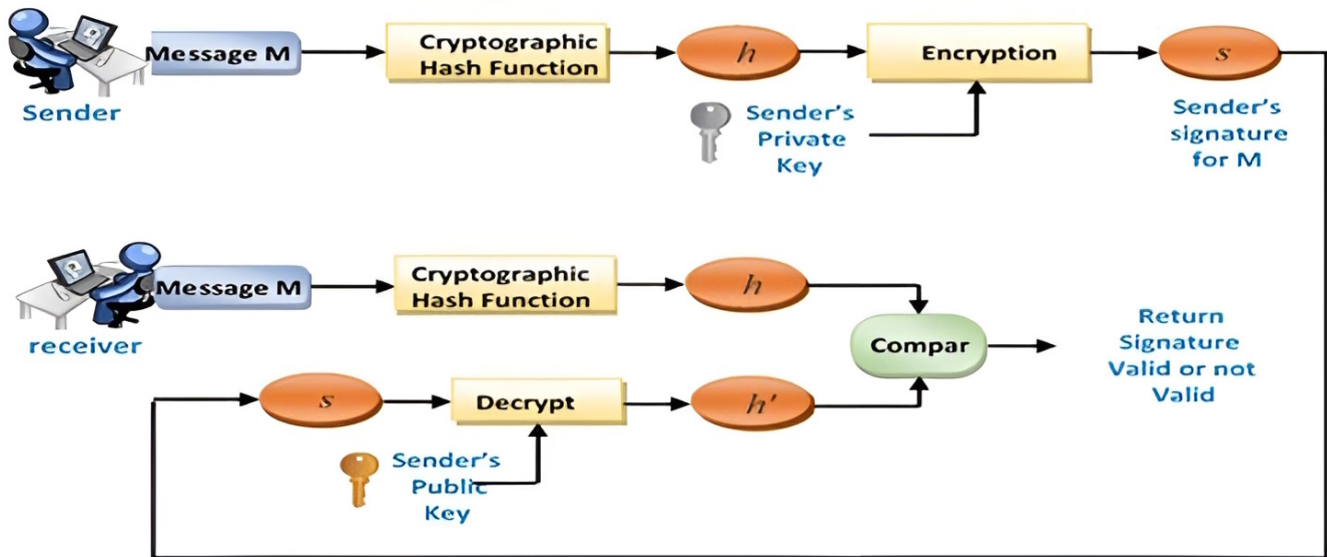 Message M
Cryptographic
Hash Function
h
Encryption
s
Sender
Sender's
Private
Key
Sender's
signature
for M
Message M
Cryptographic
Hash Function
h
receiver
Compar
Return
Signature
Valid or not
Valid
s
Decrypt
h'
Sender's
Public
Key